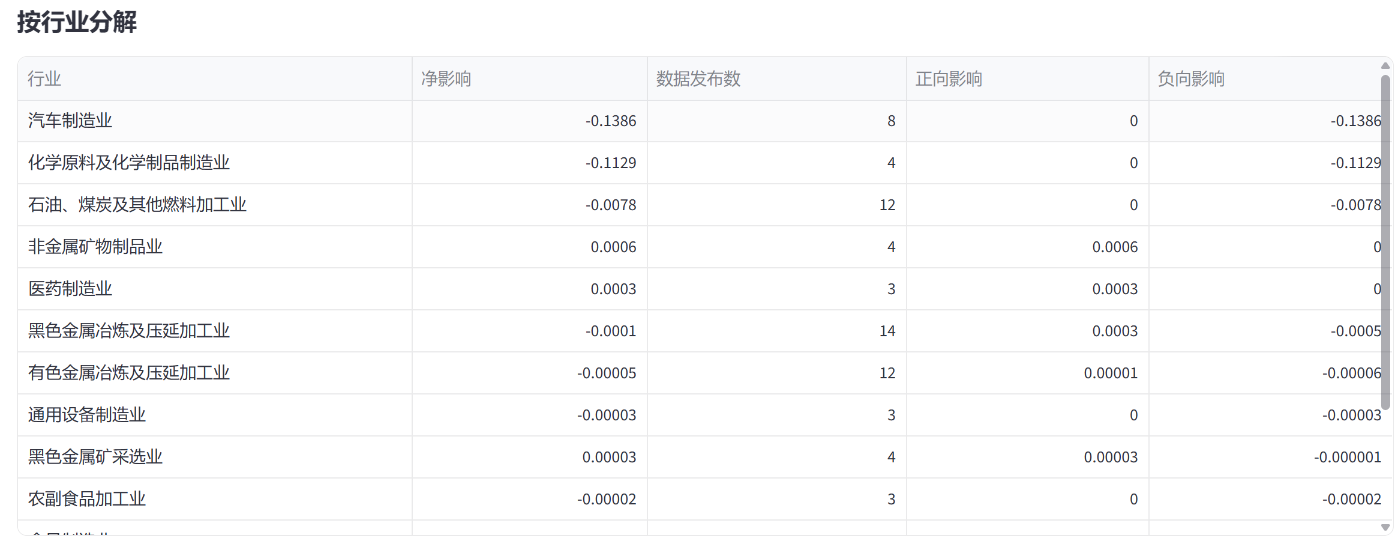 按行业分解
行业 净影响 数据发布数 正向影响 负向影响
汽车制造业 -0.1386 8 0 -0.1386
化学原料及化学制品制造业 -0.1129 4 0 -0.1129
石油、煤炭及其他燃料加工业 -0.0078 12 0 -0.0078
非金属矿物制品业 0.0006 4 0.0006 0
医药制造业 0.0003 3 0.0003 0
黑色金属冶炼及压延加工业 -0.0001 14 0.0003 -0.0005
有色金属冶炼及压延加工业 -0.00005 12 0.00001 -0.00006
通用设备制造业 -0.00003 3 0 -0.00003
黑色金属矿采选业 0.00003 4 0.00003 -0.000001
农副食品加工业 -0.00002 3 0 -0.00002